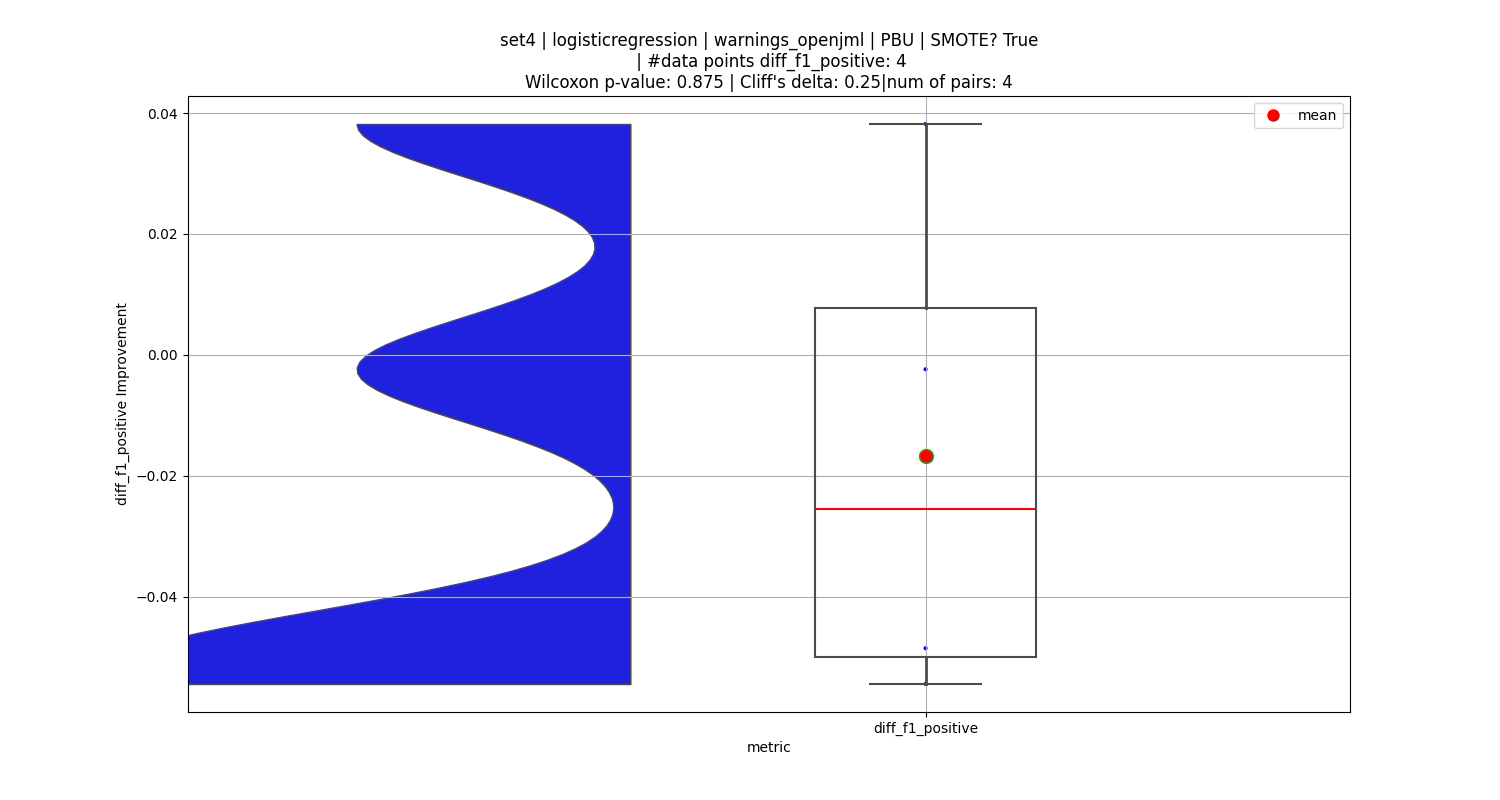 set4 | logisticregression | warnings_openjml | PBU | SMOTE? True
| #data points diff_f1_positive: 4
Wilcoxon p-value: 0.875 | Cliff's delta: 0.25|num of pairs: 4
mean
0.04
0.02
0.00
−0.02
−0.04
diff_f1_positive Improvement
diff_f1_positive
metric